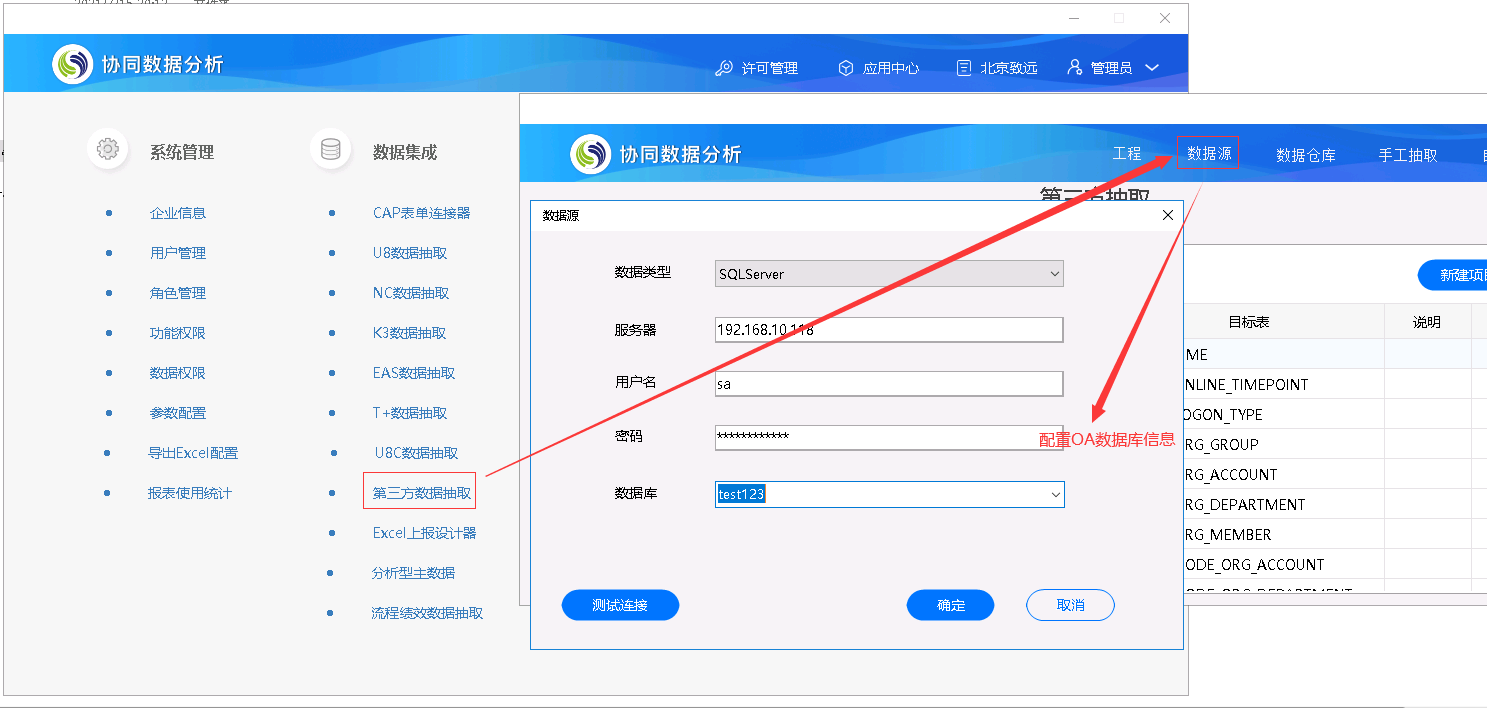 协同数据分析
许可管理
应用中心
北京致远
管理员
系统管理
企业信息
用户管理
角色管理
功能权限
数据权限
参数配置
导出Excel配置
报表使用统计
数据集成
CAP表单连接器
U8数据抽取
NC数据抽取
K3数据抽取
EAS数据抽取
T+数据抽取
U8C数据抽取
第三方数据抽取
Excel上报设计器
分析型主数据
流程绩效数据抽取
协同数据分析
工程
数据源
数据仓库
手工抽取
第三方抽取
新建项
目标表
说明
ME
NLINE_TIMEPOINT
OGON_TYPE
RG_GROUP
RG_ACCOUNT
RG_DEPARTMENT
RG_MEMBER
ODE_ORG_ACCOUNT
ODE_ORG_DEPARTMENT
数据源
数据类型
SQLServer
服务器
192.168.10.118
用户名
sa
密码
************
配置OA数据库信息
数据库
test123
测试连接
确定
取消